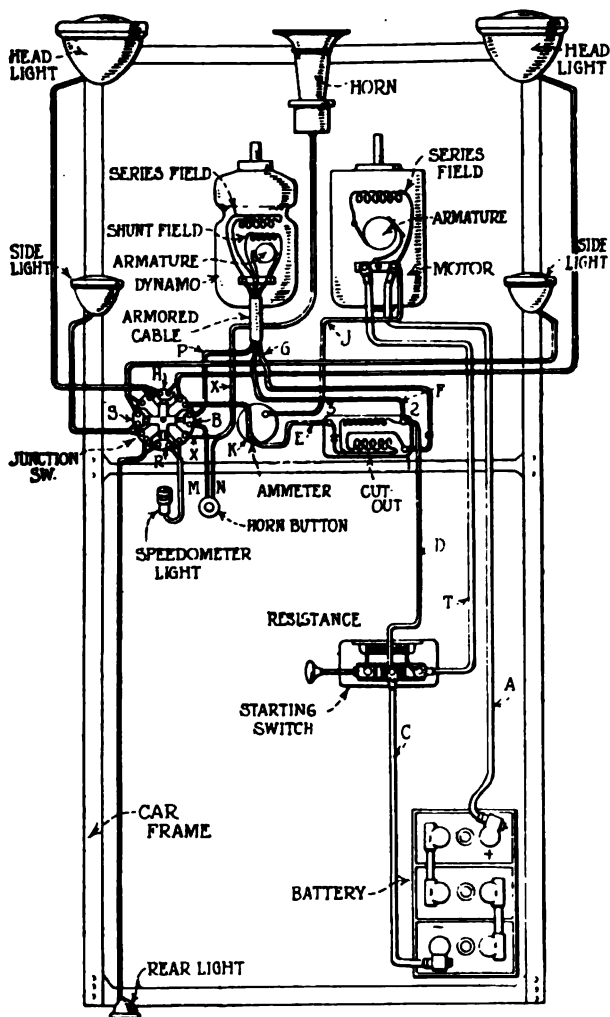 HEAD
LIGHT
HEAD
LIGHT
HORN
SERIES FIELD
SERIES
FIELD
SHUNT FIELD
ARMATURE
SIDE
LIGHT
ARMATURE
DYNAMO
MOTOR
SIDE
LIGHT
ARMORED
CABLE
P
G
J
H
X
F
S
B
3
2
K
E
JUNCTION
SW.
R
X
M
N
AMMETER
CUT-
OUT
HORN BUTTON
SPEEDOMETER
LIGHT
D
T
RESISTANCE
A
STARTING
SWITCH
C
CAR
FRAME
+
BATTERY
-
REAR LIGHT